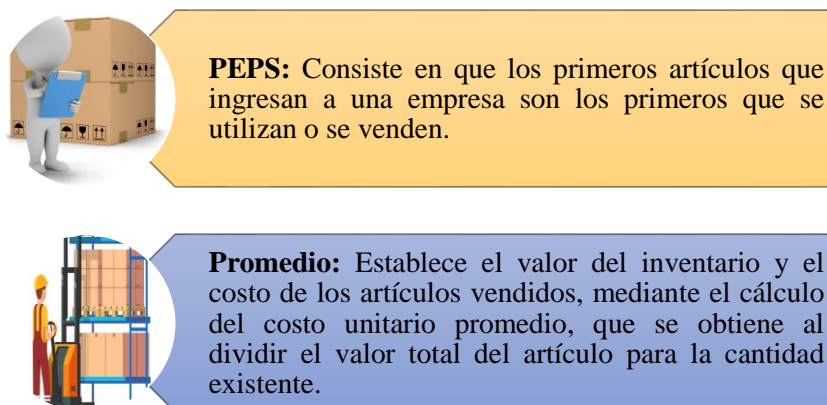 PEPS: Consiste en que los primeros artículos que
ingresan a una empresa son los primeros que se
utilizan o se venden.
Promedio: Establece el valor del inventario y el
costo de los artículos vendidos, mediante el cálculo
del costo unitario promedio, que se obtiene al
dividir el valor total del artículo para la cantidad
existente.